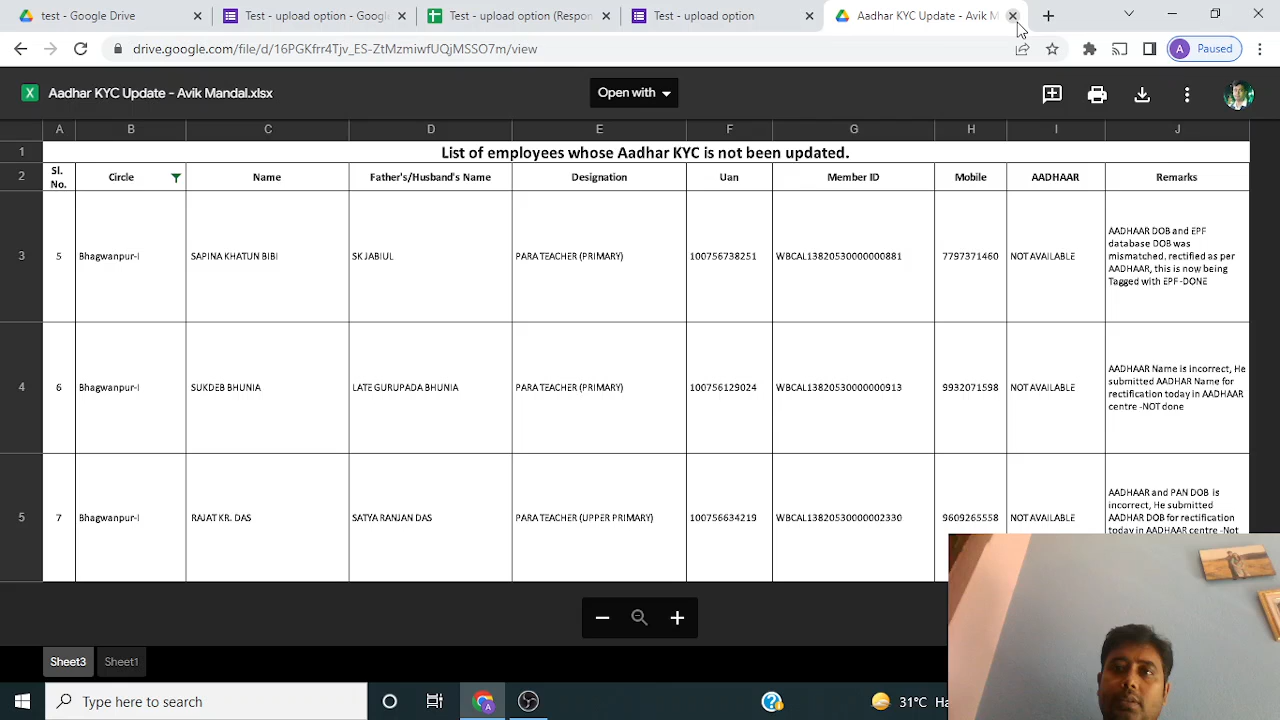 test - Google Drive
Test - upload option - Googl
Test - upload option (Respon
Test - upload option
Aadhar KYC Update - Avik M
drive.google.com/file/d/16PGKfrr4Tjv_ES-ZtMzmiwfUQjMSSO7m/view
A Paused
Aadhar KYC Update - Avik Mandal.xlsx
Open with
A B C D E F G H I J
1 List of employees whose Aadhar KYC is not been updated.
2 Sl. No. Circle Name Father's/Husband's Name Designation Uan Member ID Mobile AADHAAR Remarks
3 5 Bhagwanpur-I SAPINA KHATUN BIBI SK JABIUL PARA TEACHER (PRIMARY) 100756738251 WBCAL13820530000000881 7797371460 NOT AVAILABLE
AADHAAR DOB and EPF
database DOB was
mismatched, rectified as per
AADHAAR, this is now being
Tagged with EPF -DONE
4 6 Bhagwanpur-I SUKDEB BHUNIA LATE GURUPADA BHUNIA PARA TEACHER (PRIMARY) 100756129024 WBCAL13820530000000913 9932071598 NOT AVAILABLE
AADHAAR Name is incorrect, He
submitted AADHAR Name for
rectification today in AADHAAR
centre -NOT done
5 7 Bhagwanpur-I RAJAT KR. DAS SATYA RANJAN DAS PARA TEACHER (UPPER PRIMARY) 100756634219 WBCAL13820530000002330 9609265558 NOT AVAILABLE
AADHAAR and PAN DOB is
incorrect, He submitted
AADHAR DOB for rectification
today in AADHAAR centre -Not
Sheet3 Sheet1
Type here to search
A
31°C Ha